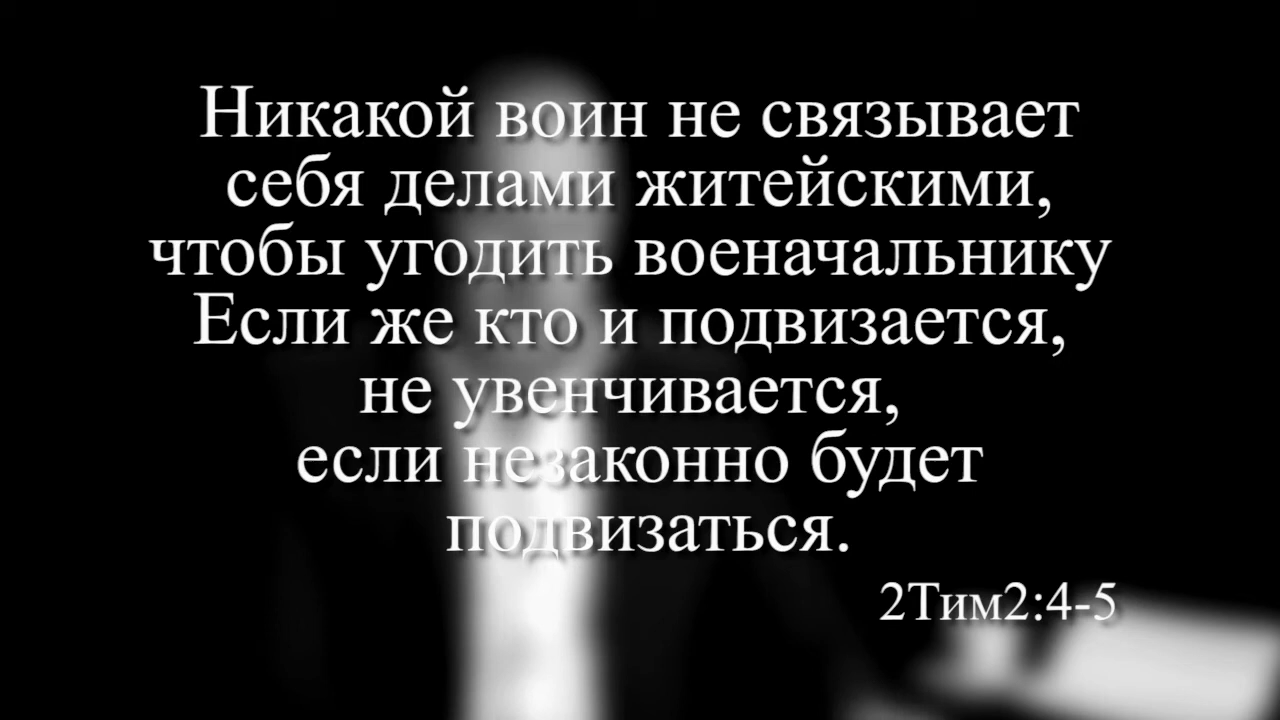 Никакой воин не связывает
себя делами житейскими,
чтобы угодить военачальнику
Если же кто и подвизается,
не увенчивается,
если незаконно будет
подвизаться.
2Тим2:4-5